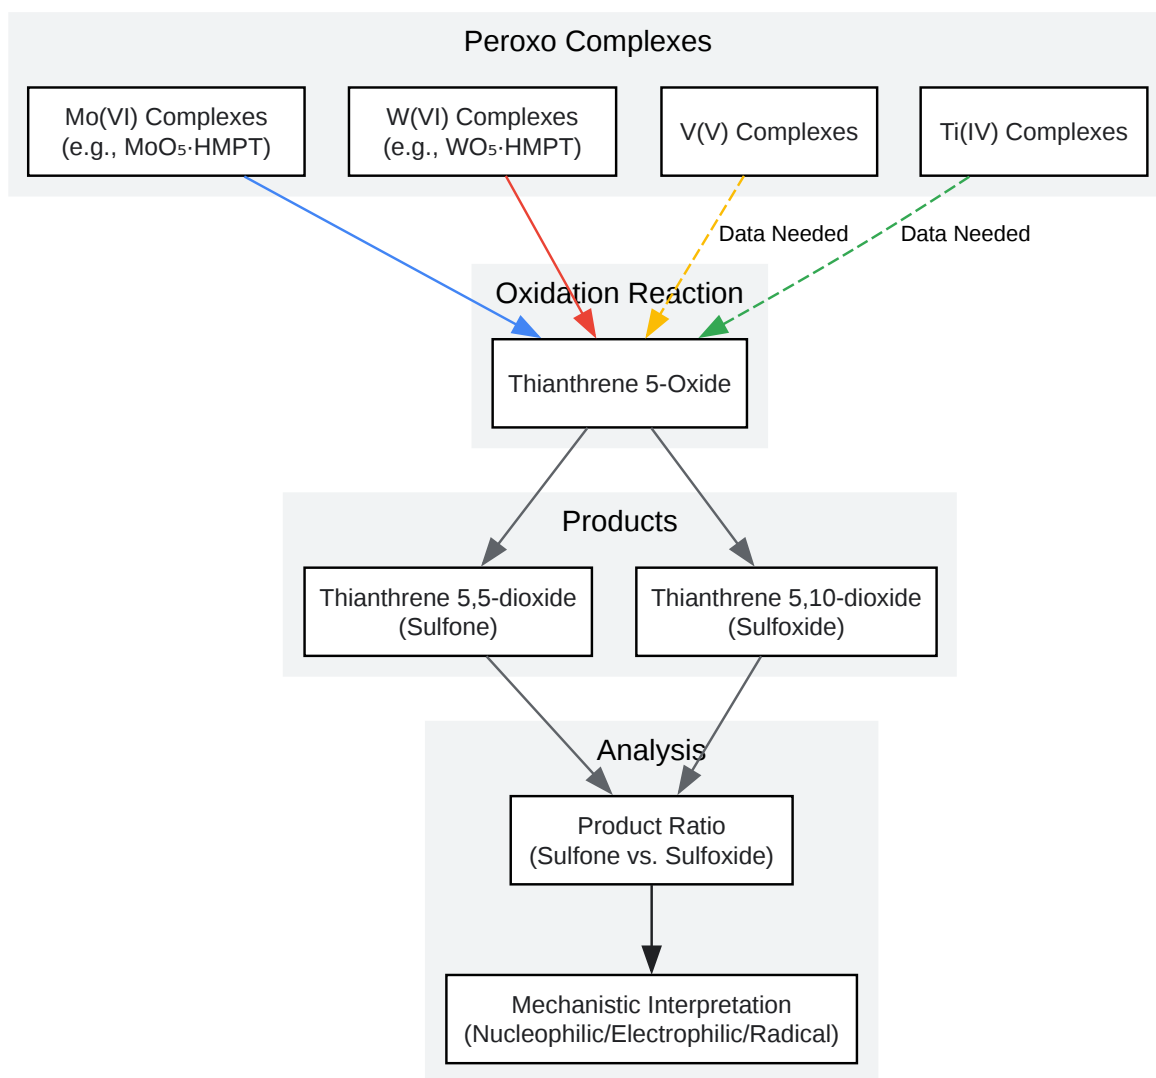 Peroxo Complexes
Mo(VI) Complexes
(e.g., MoO₅·HMPT)
W(VI) Complexes
(e.g., WO₅·HMPT)
V(V) Complexes
Ti(IV) Complexes
Data Needed
Data Needed
Oxidation Reaction
Thianthrene 5-Oxide
Products
Thianthrene 5,5-dioxide
(Sulfone)
Thianthrene 5,10-dioxide
(Sulfoxide)
Analysis
Product Ratio
(Sulfone vs. Sulfoxide)
Mechanistic Interpretation
(Nucleophilic/Electrophilic/Radical)